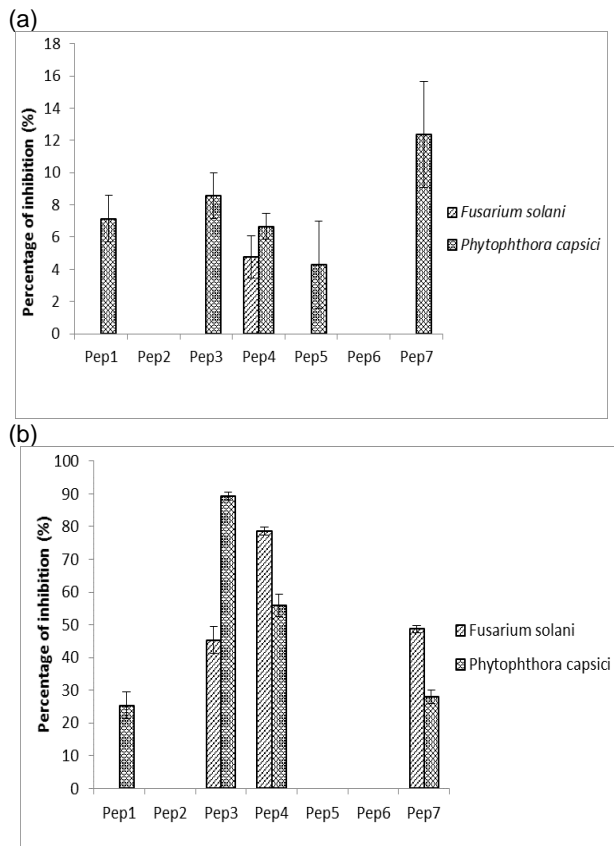 (a)
18
16
14
12
10
8
6
4
2
0
Percentage of inhibition (%)
Pep1 Pep2 Pep3 Pep4 Pep5 Pep6 Pep7
Fusarium solani
Phytophthora capsici
(b)
100
90
80
70
60
50
40
30
20
10
0
Percentage of inhibition (%)
Pep1 Pep2 Pep3 Pep4 Pep5 Pep6 Pep7
Fusarium solani
Phytophthora capsici